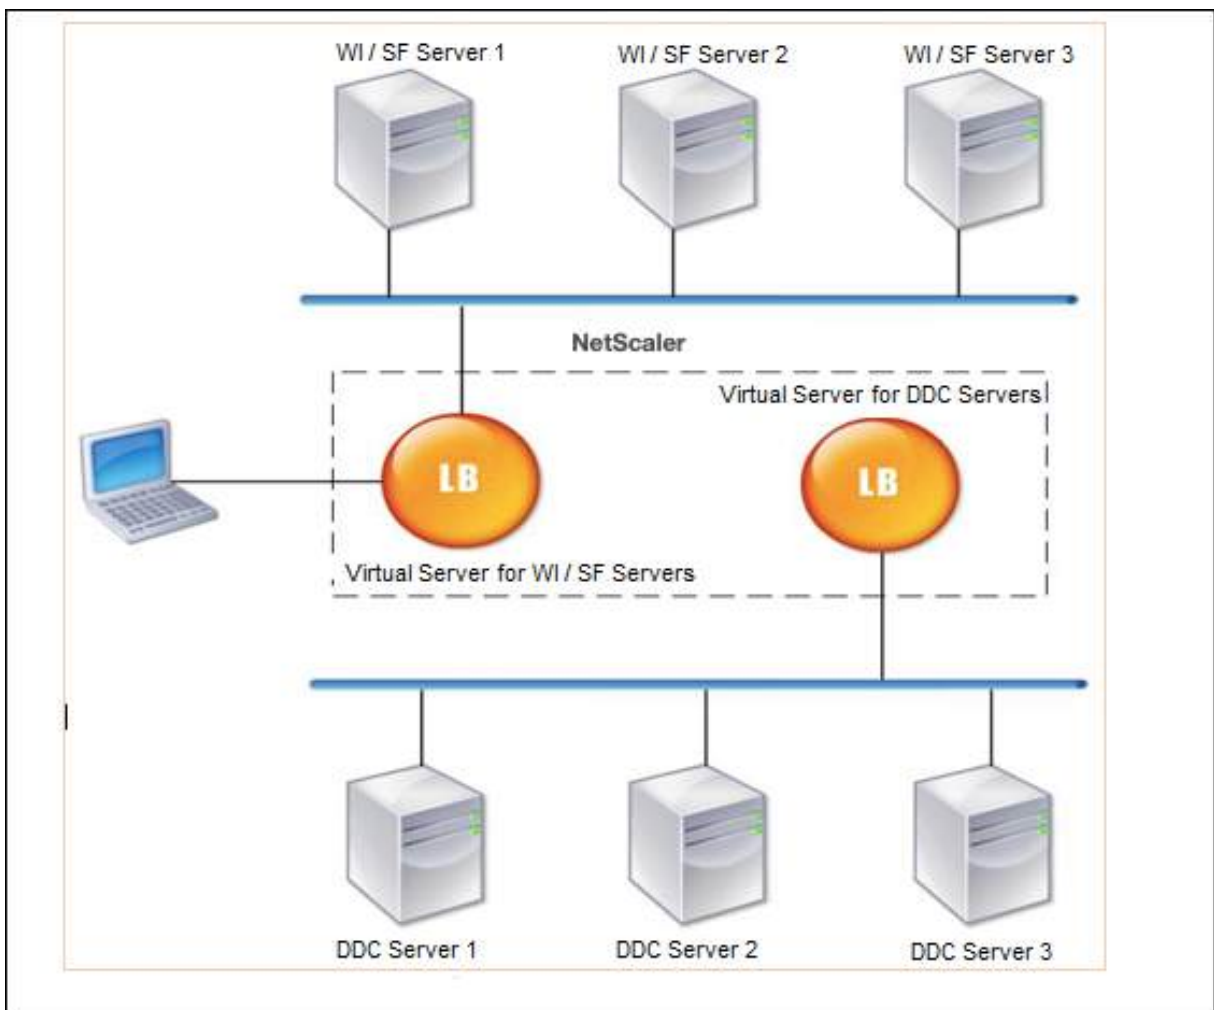 WI / SF Server 1
WI / SF Server 2
WI / SF Server 3
NetScaler
Virtual Server for DDC Servers
LB
LB
Virtual Server for WI / SF Servers
DDC Server 1
DDC Server 2
DDC Server 3